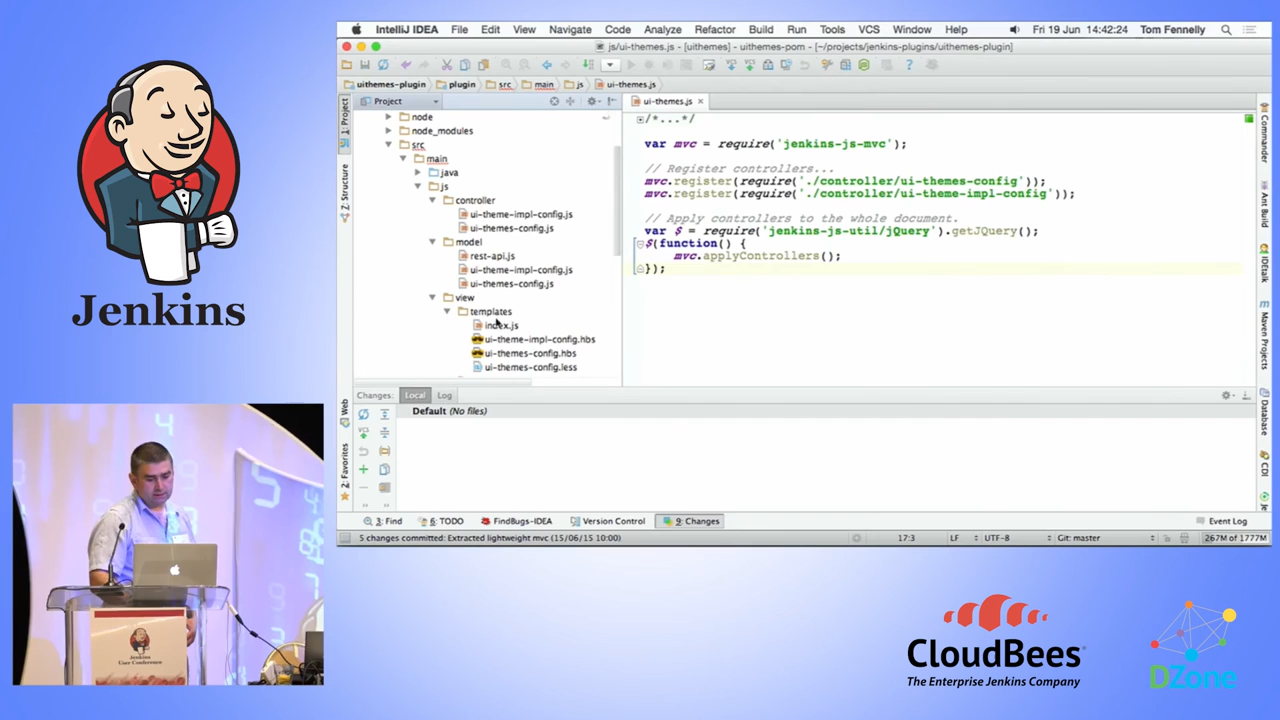 IntelliJ IDEA File Edit View Navigate Code Analyze Refactor Build Run Tools VCS Window Help Fri 19 Jun 14:42:24 Tom Fennelly
js/ui-themes.js - [uithemes] - uithemes-pom - [~/projects/jenkins-plugins/uithemes-plugin]
uithemes-plugin plugin src main js ui-themes.js
Project
ui-themes.js
node
node_modules
src
main
java
js
controller
ui-theme-impl-config.js
ui-themes-config.js
model
rest-api.js
ui-theme-impl-config.js
ui-themes-config.js
view
templates
index.js
ui-theme-impl-config.hbs
ui-themes-config.hbs
ui-themes-config.less
/*...*/
var mvc = require('jenkins-js-mvc');
// Register controllers...
mvc.register(require('./controller/ui-themes-config'));
mvc.register(require('./controller/ui-theme-impl-config'));
// Apply controllers to the whole document.
var $ = require('jenkins-js-util/jQuery').getJQuery();
$(function() {
mvc.applyControllers();
});
1: Project
Z: Structure
Web
2: Favorites
Commander
Ant Build
IDEtalk
Maven Projects
Database
CDI
Changes: Local Log
Default (No files)
3: Find 6: TODO FindBugs-IDEA Version Control 9: Changes Event Log
5 changes committed: Extracted lightweight mvc (15/06/15 10:00) 17:3 LF UTF-8 Git: master 267M of 1777M
Jenkins
Jenkins
User Conference
CloudBees
The Enterprise Jenkins Company
DZone